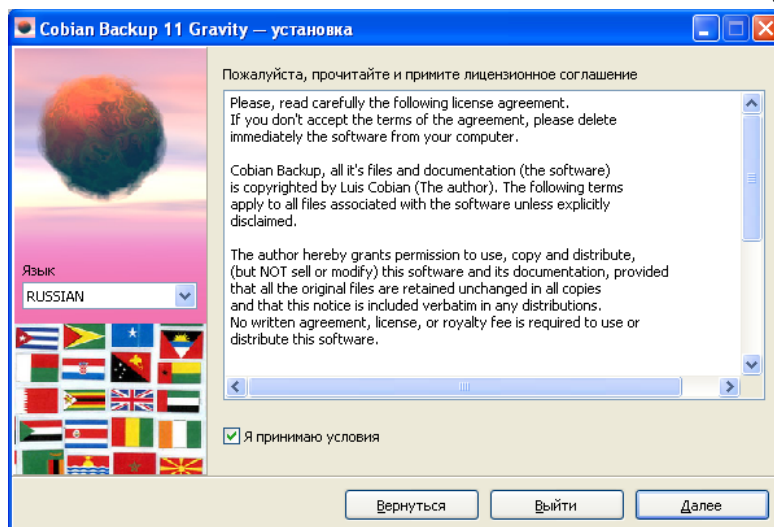 Cobian Backup 11 Gravity — установка
Пожалуйста, прочитайте и примите лицензионное соглашение
Please, read carefully the following license agreement.
If you don't accept the terms of the agreement, please delete
immediately the software from your computer.
Cobian Backup, all it's files and documentation (the software)
is copyrighted by Luis Cobian (The author). The following terms
apply to all files associated with the software unless explicitly
disclaimed.
The author hereby grants permission to use, copy and distribute,
(but NOT sell or modify) this software and its documentation, provided
that all the original files are retained unchanged in all copies
and that this notice is included verbatim in any distributions.
No written agreement, license, or royalty fee is required to use or
distribute this software.
Язык
RUSSIAN
Я принимаю условия
Вернуться
Выйти
Далее